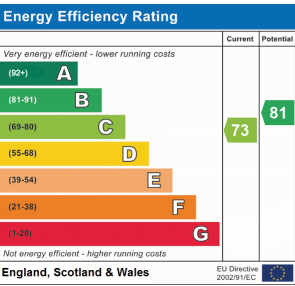 Energy Efficiency Rating
Current Potential
Very energy efficient - lower running costs
(92+) A
(81-91) B
81
(69-80) C
73
(55-68) D
(39-54) E
(21-38) F
(1-20) G
Not energy efficient - higher running costs
England, Scotland & Wales
EU Directive
2002/91/EC